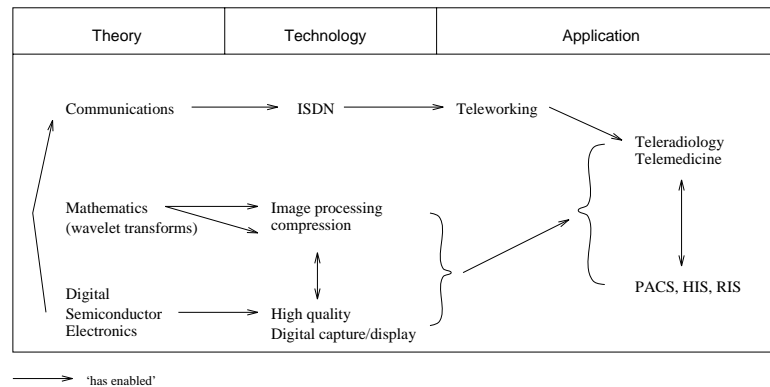 Theory Technology Application
Communications ISDN Teleworking
Teleradiology
Telemedicine
Mathematics
(wavelet transforms)
Image processing
compression
Digital
Semiconductor
Electronics
High quality
Digital capture/display
PACS, HIS, RIS
‘has enabled’